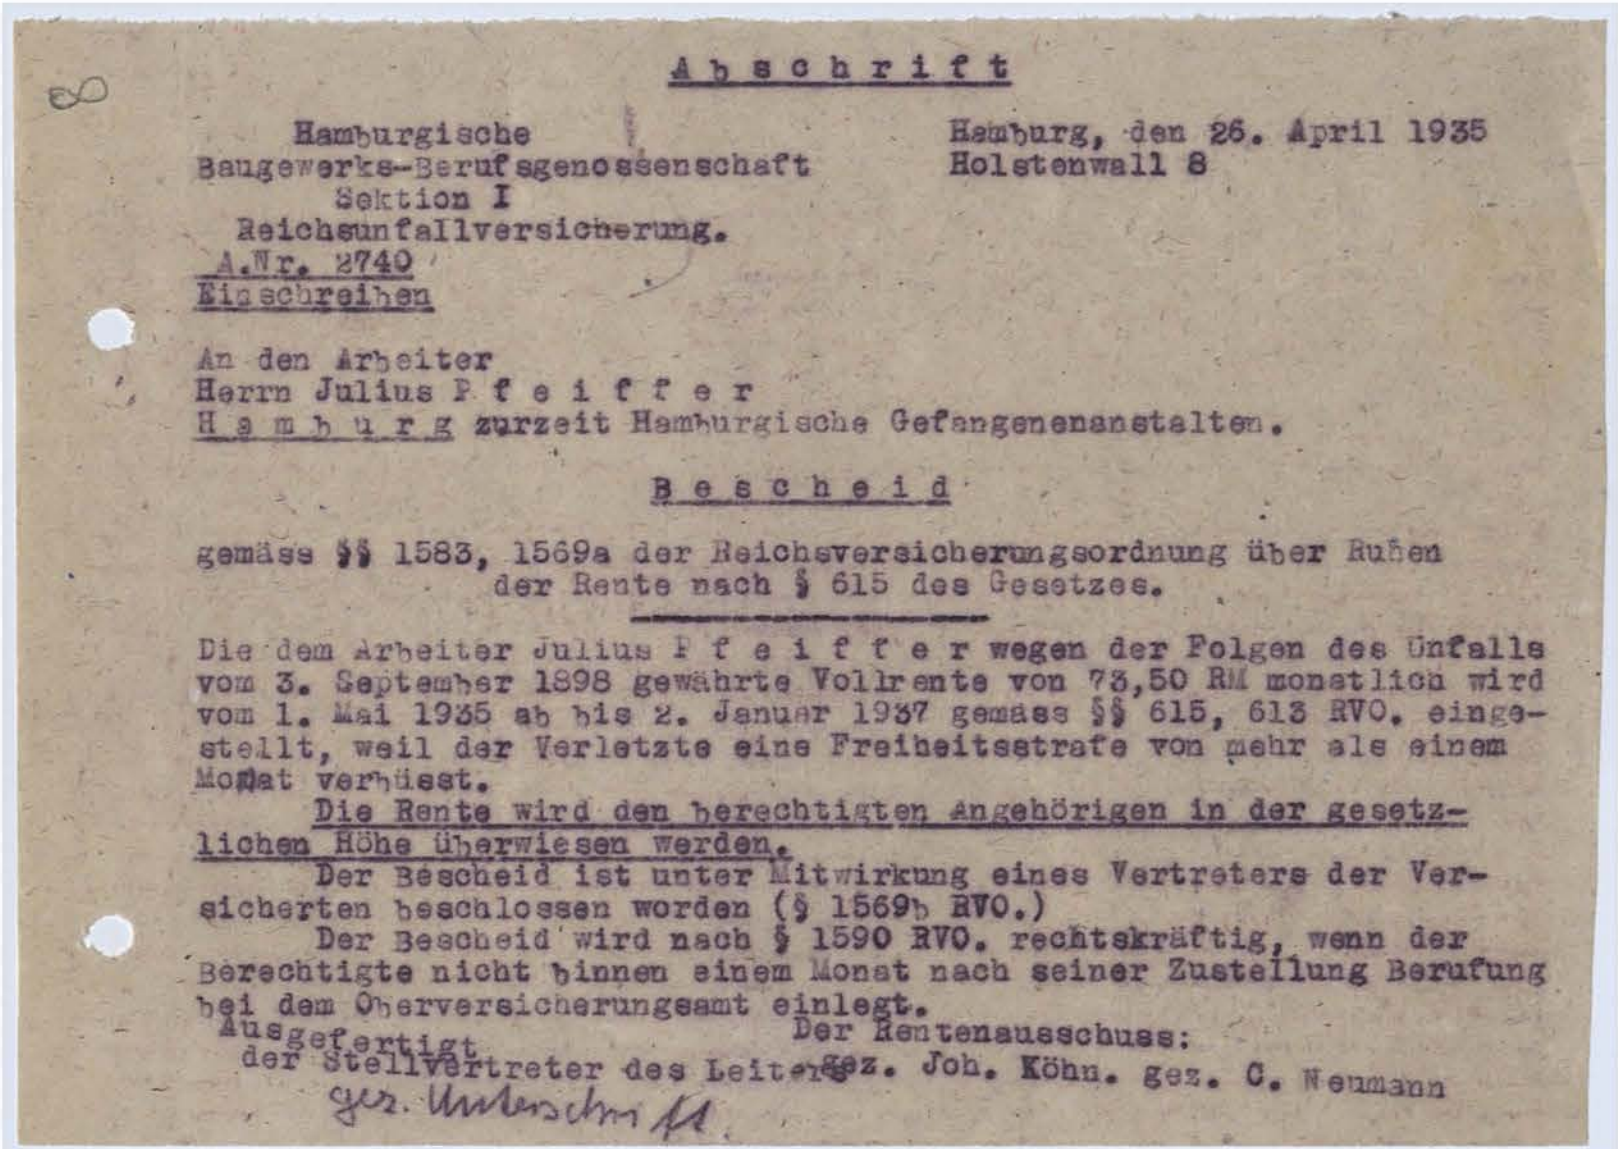 A b s c h r i f t
8
Hamburgische
Baugewerks-Berufsgenossenschaft
Sektion I
Reichsunfallversicherung.
A.Nr. 2740
Einschreiben
Hamburg, den 26. April 1935
Holstenwall 8
An den Arbeiter
Herrn Julius P f e i f f e r
H a m b u r g zurzeit Hamburgische Gefangenenanstalten.
B e s c h e i d
gemäss §§ 1583, 1569a der Reichsversicherungsordnung über Ruhen
der Rente nach § 615 des Gesetzes.
Die dem Arbeiter Julius P f e i f f e r wegen der Folgen des Unfalls
vom 3. September 1898 gewährte Vollrente von 73,50 RM monatlich wird
vom 1. Mai 1935 ab bis 2. Januar 1937 gemäss §§ 615, 613 RVO. einge-
stellt, weil der Verletzte eine Freiheitsstrafe von mehr als einem
Monat verbüsst.
Die Rente wird den berechtigten Angehörigen in der gesetz-
lichen Höhe überwiesen werden.
Der Bescheid ist unter Mitwirkung eines Vertreters der Ver-
sicherten beschlossen worden (§ 1569b RVO.)
Der Bescheid wird nach § 1590 RVO. rechtskräftig, wenn der
Berechtigte nicht binnen einem Monat nach seiner Zustellung Berufung
bei dem Oberversicherungsamt einlegt.
Ausgefertigt
der Stellvertreter des Leiters
gez. Unterschrift
Der Rentenausschuss:
gez. Joh. Köhn. gez. C. Neumann